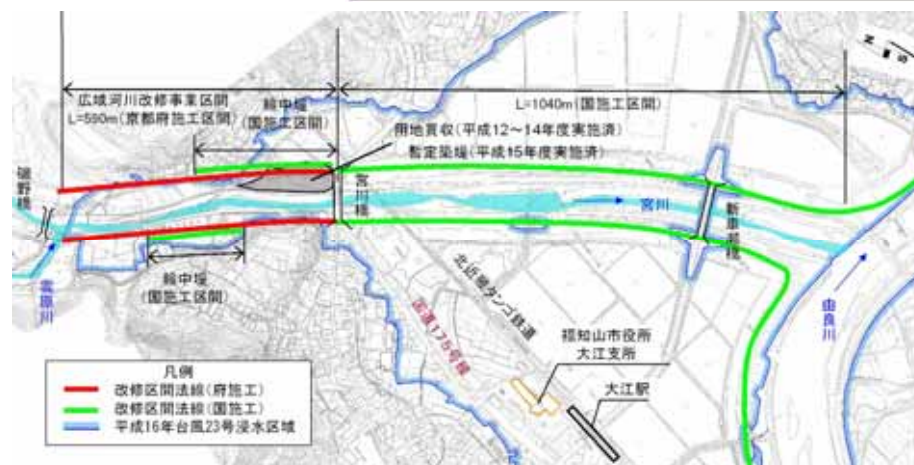 広域河川改修事業区間
L=590m(京都府施工区間)
輪中堤
(国施工区間)
L=1040m(国施工区間)
用地買収(平成12～14年度実施済)
暫定築堤(平成15年度実施済)
宮川橋
宮川
雲原川
輪中堤
(国施工区間)
北近畿タンゴ鉄道
国道175号線
由良川
福知山市役所
大江支所
大江駅
凡例
改修区間法線(府施工)
改修区間法線(国施工)
平成16年台風23号浸水区域